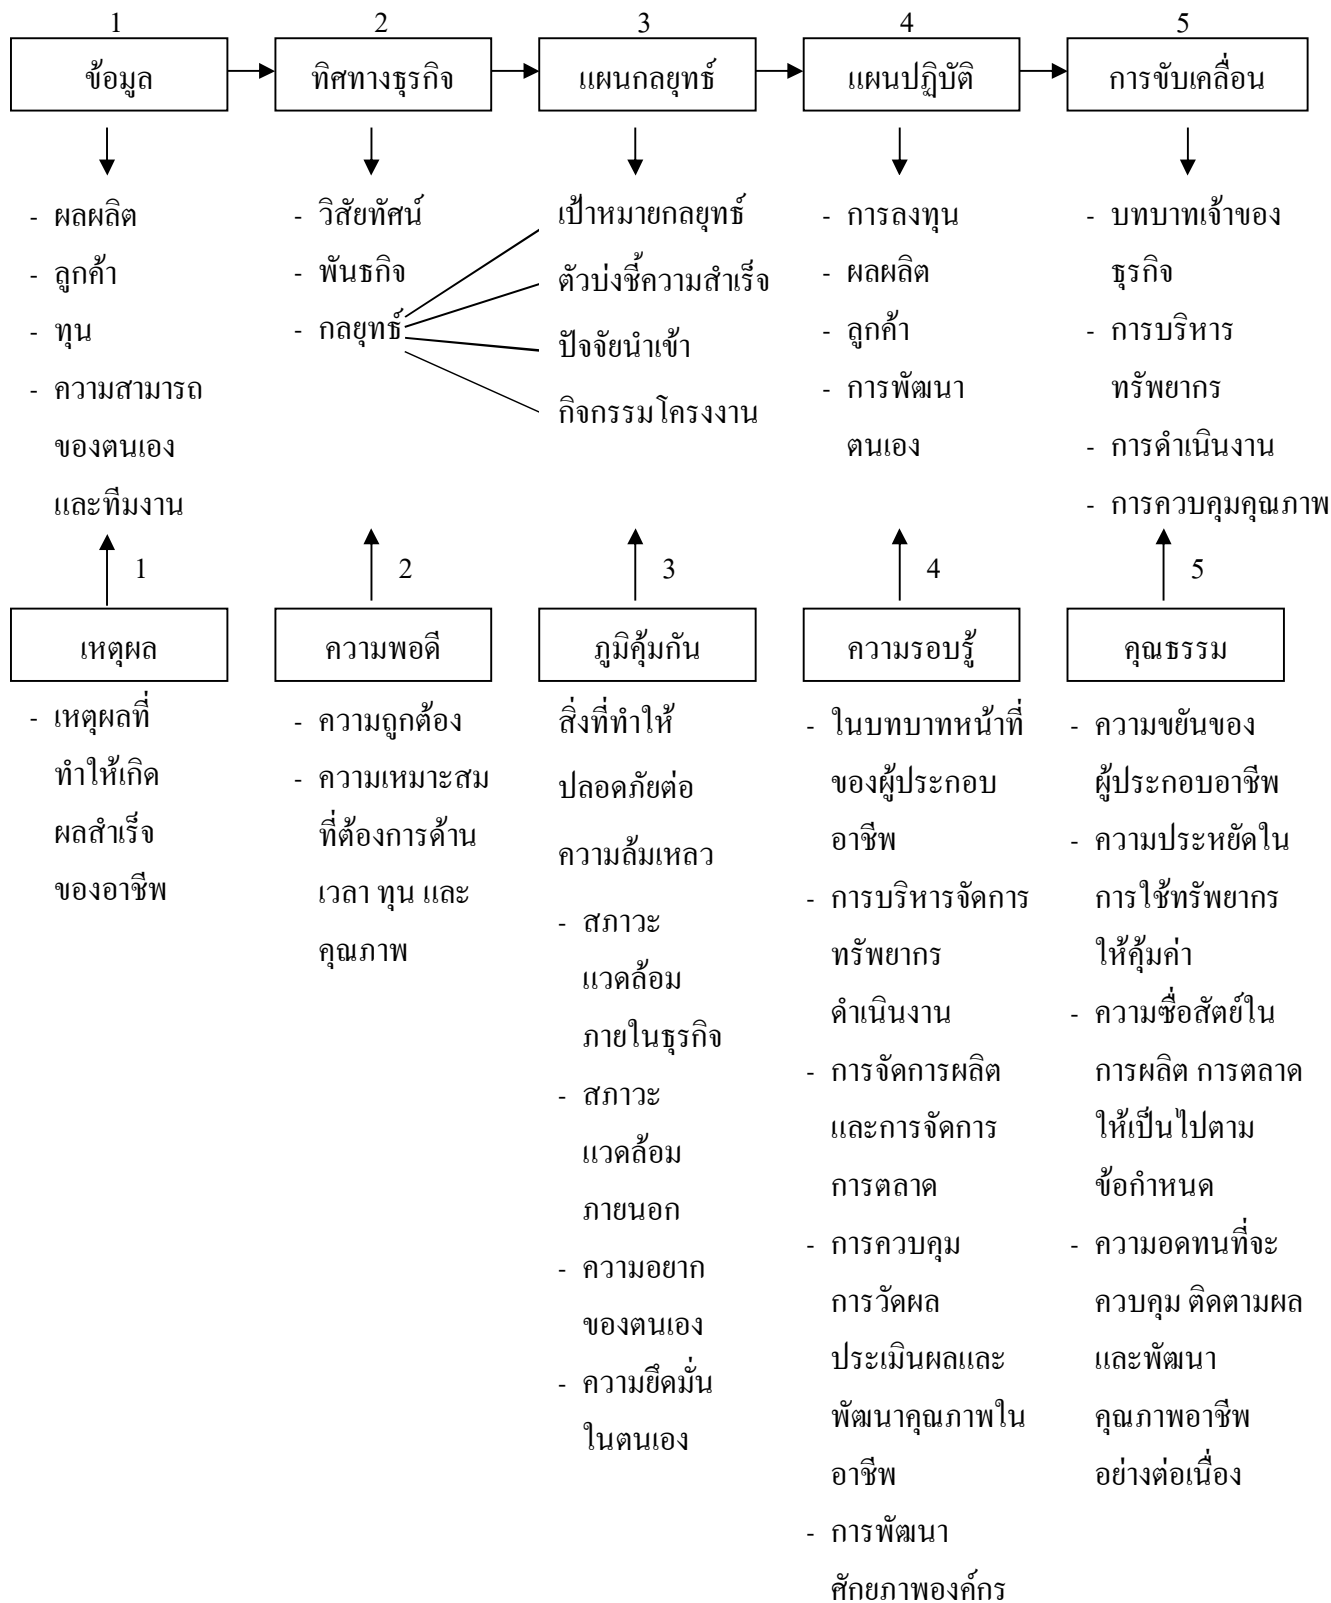 1 2 3 4 5
ข้อมูล ทิศทางธุรกิจ แผนกลยุทธ์ แผนปฏิบัติ การขับเคลื่อน
- ผลผลิต
- ลูกค้า
- ทุน
- ความสามารถ
ของตนเอง
และทีมงาน
- วิสัยทัศน์
- พันธกิจ
- กลยุทธ์
เป้าหมายกลยุทธ์
ตัวบ่งชี้ความสำเร็จ
ปัจจัยนำเข้า
กิจกรรมโครงงาน
- การลงทุน
- ผลผลิต
- ลูกค้า
- การพัฒนา
ตนเอง
- บทบาทเจ้าของ
ธุรกิจ
- การบริหาร
ทรัพยากร
- การดำเนินงาน
- การควบคุมคุณภาพ
1 2 3 4 5
เหตุผล ความพอดี ภูมิคุ้มกัน ความรอบรู้ คุณธรรม
- เหตุผลที่
ทำให้เกิด
ผลสำเร็จ
ของอาชีพ
- ความถูกต้อง
- ความเหมาะสม
ที่ต้องการด้าน
เวลา ทุน และ
คุณภาพ
สิ่งที่ทำให้
ปลอดภัยต่อ
ความล้มเหลว
- สภาวะ
แวดล้อม
ภายในธุรกิจ
- สภาวะ
แวดล้อม
ภายนอก
- ความอยาก
ของตนเอง
- ความยึดมั่น
ในตนเอง
- ในบทบาทหน้าที่
ของผู้ประกอบ
อาชีพ
- การบริหารจัดการ
ทรัพยากร
ดำเนินงาน
- การจัดการผลิต
และการจัดการ
การตลาด
- การควบคุม
การวัดผล
ประเมินผลและ
พัฒนาคุณภาพใน
อาชีพ
- การพัฒนา
ศักยภาพองค์กร
- ความขยันของ
ผู้ประกอบอาชีพ
- ความประหยัดใน
การใช้ทรัพยากร
ให้คุ้มค่า
- ความซื่อสัตย์ใน
การผลิต การตลาด
ให้เป็นไปตาม
ข้อกำหนด
- ความอดทนที่จะ
ควบคุม ติดตามผล
และพัฒนา
คุณภาพอาชีพ
อย่างต่อเนื่อง